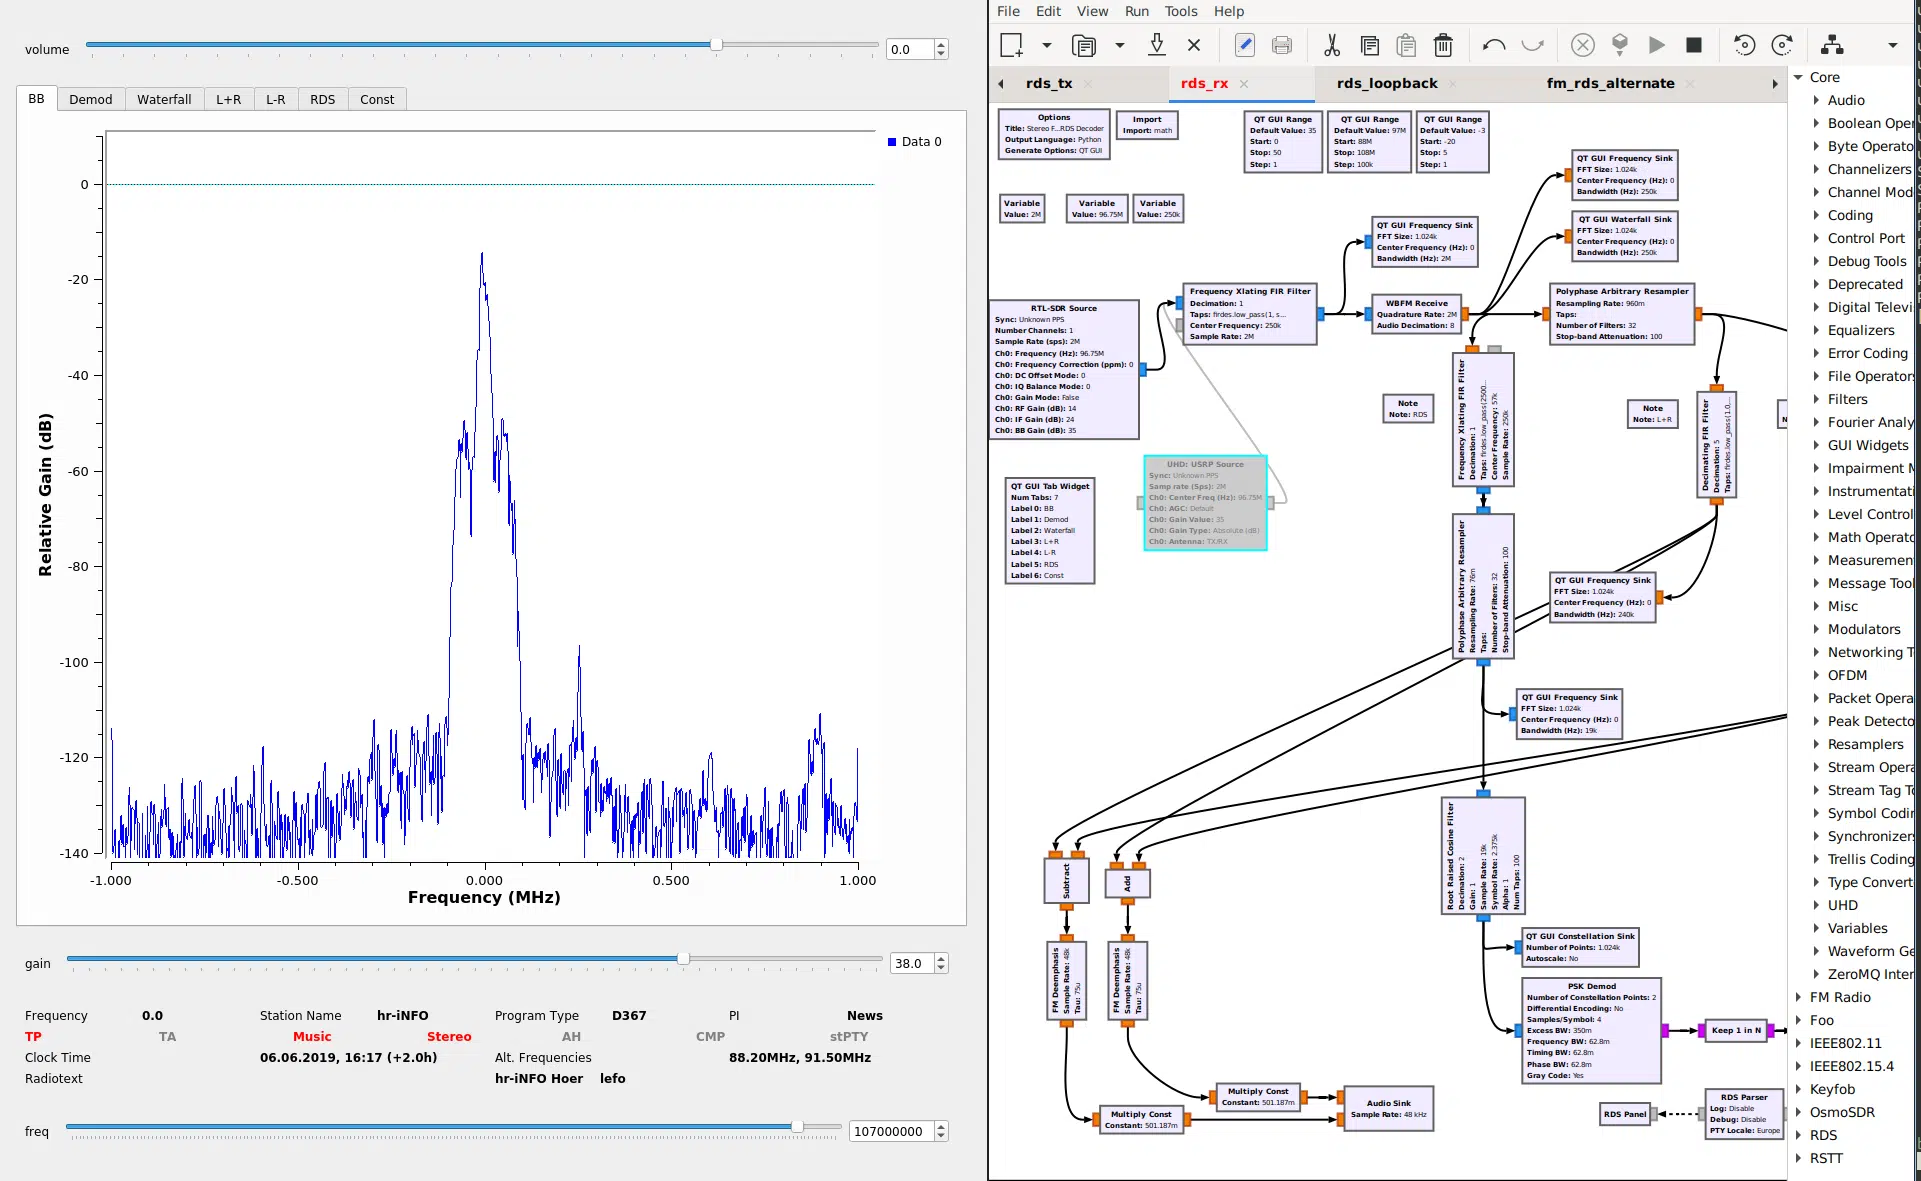 volume
0.0
BB Demod Waterfall L+R L-R RDS Const
Data 0
0
-20
-40
-60
-80
-100
-120
-140
Relative Gain (dB)
-1.000 -0.500 0.000 0.500 1.000
Frequency (MHz)
gain
38.0
Frequency 0.0 Station Name hr-iNFO Program Type D367 PI News
TP TA Music Stereo AH CMP stPTY
Clock Time 06.06.2019, 16:17 (+2.0h) Alt. Frequencies 88.20MHz, 91.50MHz
Radiotext hr-iNFO Hoer lefo
freq
107000000
File Edit View Run Tools Help
rds_tx rds_rx rds_loopback fm_rds_alternate
Options
Title: Stereo F...RDS Decoder
Output Language: Python
Generate Options: QT GUI
Import
Import: math
QT GUI Range
Default Value: 35
Start: 0
Stop: 50
Step: 1
QT GUI Range
Default Value: 97M
Start: 88M
Stop: 108M
Step: 100k
QT GUI Range
Default Value: -3
Start: -20
Stop: 5
Step: 1
Variable
Value: 2M
Variable
Value: 96.75M
Variable
Value: 250k
QT GUI Frequency Sink
FFT Size: 1.024k
Center Frequency (Hz): 0
Bandwidth (Hz): 250k
QT GUI Waterfall Sink
FFT Size: 1.024k
Center Frequency (Hz): 0
Bandwidth (Hz): 250k
QT GUI Frequency Sink
FFT Size: 1.024k
Center Frequency (Hz): 0
Bandwidth (Hz): 2M
RTL-SDR Source
Sync: Unknown PPS
Number Channels: 1
Sample Rate (sps): 2M
Ch0: Frequency (Hz): 96.75M
Ch0: Frequency Correction (ppm): 0
Ch0: DC Offset Mode: 0
Ch0: IQ Balance Mode: 0
Ch0: Gain Mode: False
Ch0: RF Gain (dB): 14
Ch0: IF Gain (dB): 24
Ch0: BB Gain (dB): 35
Frequency Xlating FIR Filter
Decimation: 1
Taps: firdes.low_pass(1, s...
Center Frequency: 250k
Sample Rate: 2M
WBFM Receive
Quadrature Rate: 2M
Audio Decimation: 8
Polyphase Arbitrary Resampler
Resampling Rate: 960m
Taps:
Number of Filters: 32
Stop-band Attenuation: 100
Frequency Xlating FIR Filter
Decimation: 1
Taps: firdes.low_pass(2500...
Center Frequency: 57k
Sample Rate: 250k
Note
Note: RDS
Note
Note: L+R
N
Decimating FIR Filter
Decimation: 5
Taps: firdes.low_pass(1.0,...
UHD: USRP Source
Sync: Unknown PPS
Samp rate (Sps): 2M
Ch0: Center Freq (Hz): 96.75M
Ch0: AGC: Default
Ch0: Gain Value: 35
Ch0: Gain Type: Absolute (dB)
Ch0: Antenna: TX/RX
QT GUI Tab Widget
Num Tabs: 7
Label 0: BB
Label 1: Demod
Label 2: Waterfall
Label 3: L+R
Label 4: L-R
Label 5: RDS
Label 6: Const
Polyphase Arbitrary Resampler
Resampling Rate: 76m
Taps:
Number of Filters: 32
Stop-band Attenuation: 100
QT GUI Frequency Sink
FFT Size: 1.024k
Center Frequency (Hz): 0
Bandwidth (Hz): 240k
QT GUI Frequency Sink
FFT Size: 1.024k
Center Frequency (Hz): 0
Bandwidth (Hz): 19k
Root Raised Cosine Filter
Decimation: 2
Gain: 1
Sample Rate: 19k
Symbol Rate: 2.375k
Alpha: 1
Num Taps: 100
Subtract
Add
FM Deemphasis
Sample Rate: 48k
Tau: 75u
FM Deemphasis
Sample Rate: 48k
Tau: 75u
QT GUI Constellation Sink
Number of Points: 1.024k
Autoscale: No
PSK Demod
Number of Constellation Points: 2
Differential Encoding: No
Samples/Symbol: 4
Excess BW: 350m
Frequency BW: 62.8m
Timing BW: 62.8m
Phase BW: 62.8m
Gray Code: Yes
Keep 1 in N
Multiply Const
Constant: 501.187m
Multiply Const
Constant: 501.187m
Audio Sink
Sample Rate: 48 kHz
RDS Panel
RDS Parser
Log: Disable
Debug: Disable
PTY Locale: Europe
Core
Audio
Boolean Oper
Byte Operato
Channelizers
Channel Mod
Coding
Control Port
Debug Tools
Deprecated
Digital Televi
Equalizers
Error Coding
File Operators
Filters
Fourier Analy
GUI Widgets
Impairment M
Instrumentati
Level Control
Math Operato
Measuremen
Message Tool
Misc
Modulators
Networking T
OFDM
Packet Opera
Peak Detecto
Resamplers
Stream Opera
Stream Tag To
Symbol Codin
Synchronizers
Trellis Coding
Type Convert
UHD
Variables
Waveform Ge
ZeroMQ Inter
FM Radio
Foo
IEEE802.11
IEEE802.15.4
Keyfob
OsmoSDR
RDS
RSTT